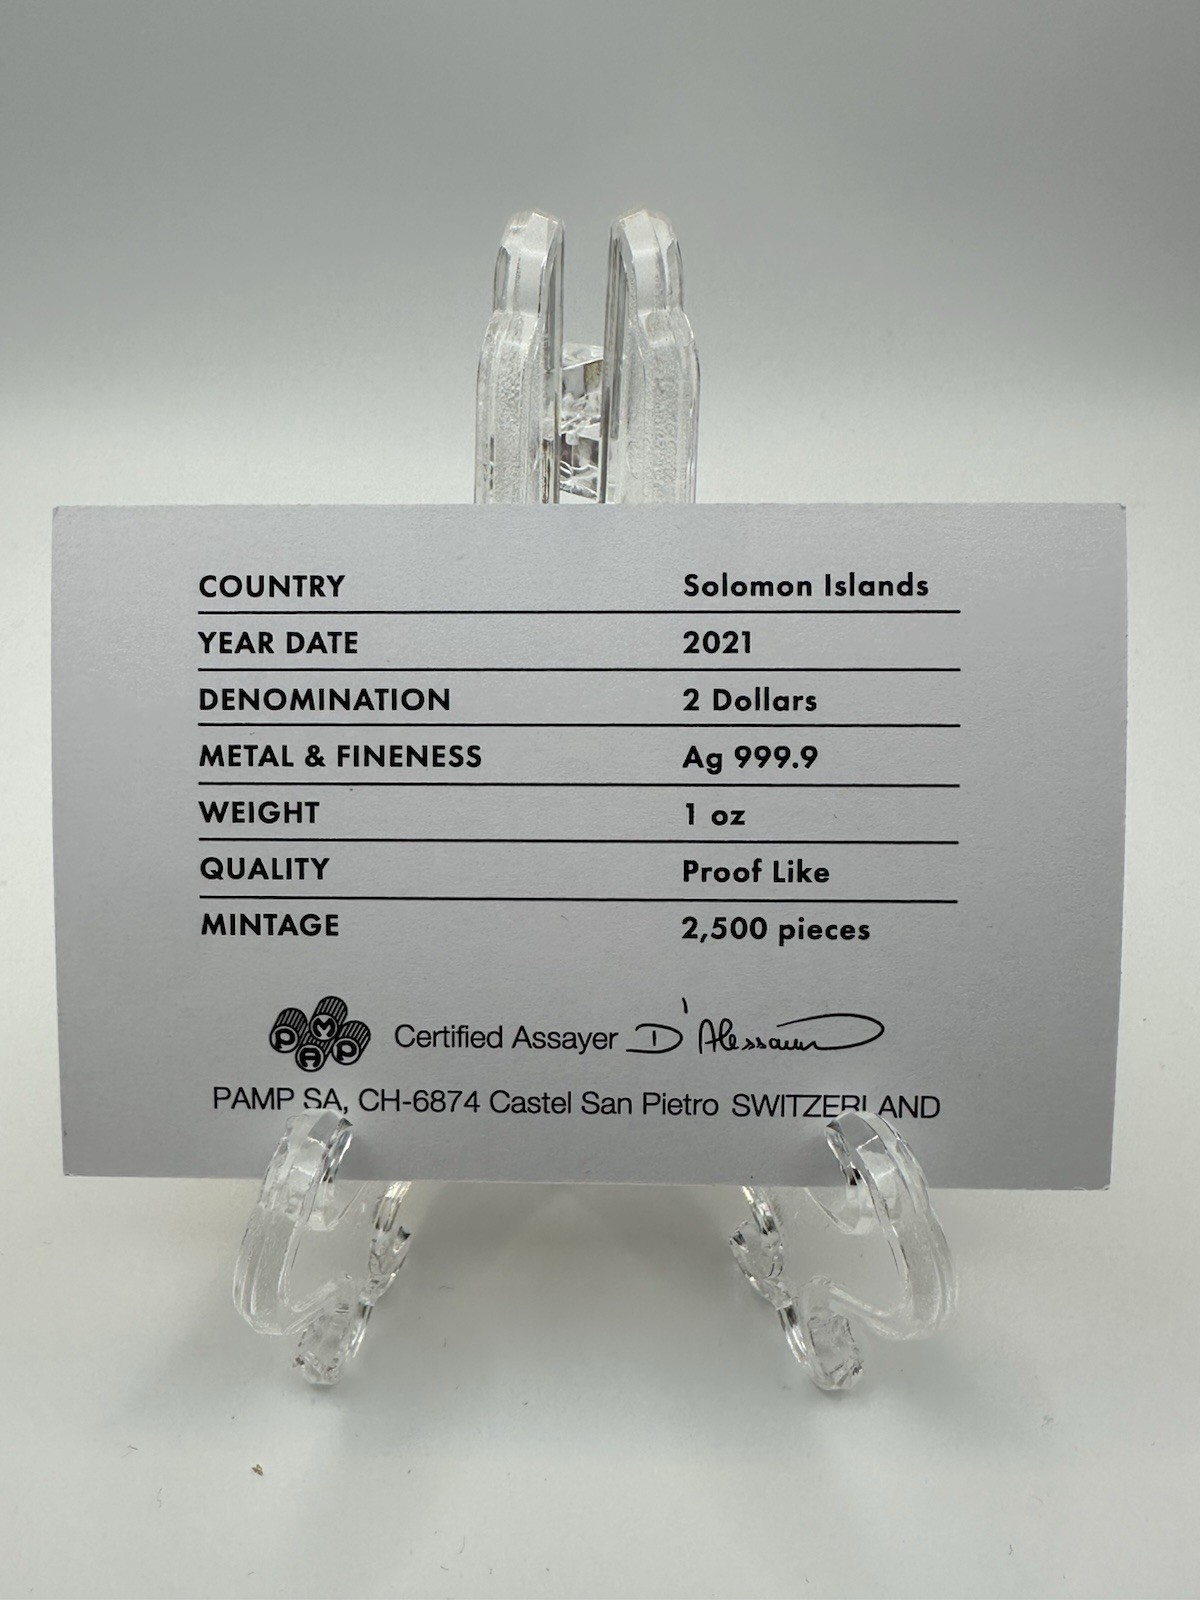 COUNTRY Solomon Islands
YEAR DATE 2021
DENOMINATION 2 Dollars
METAL & FINENESS Ag 999.9
WEIGHT 1 oz
QUALITY Proof Like
MINTAGE 2,500 pieces
PAMP Certified Assayer
PAMP SA, CH-6874 Castel San Pietro SWITZERLAND